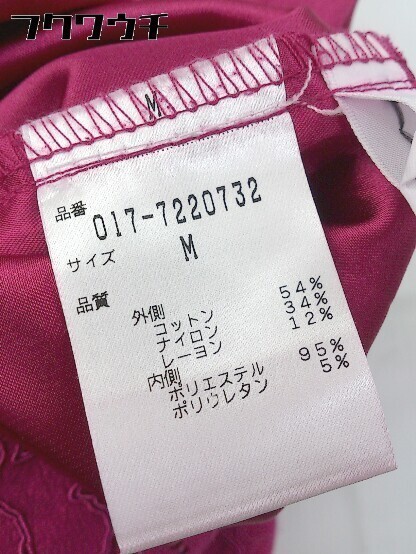 フクワウチ
M
品番 017-7220732
サイズ M
品質
外側
コットン 54%
ナイロン 34%
レーヨン 12%
内側
ポリエステル 95%
ポリウレタン 5%